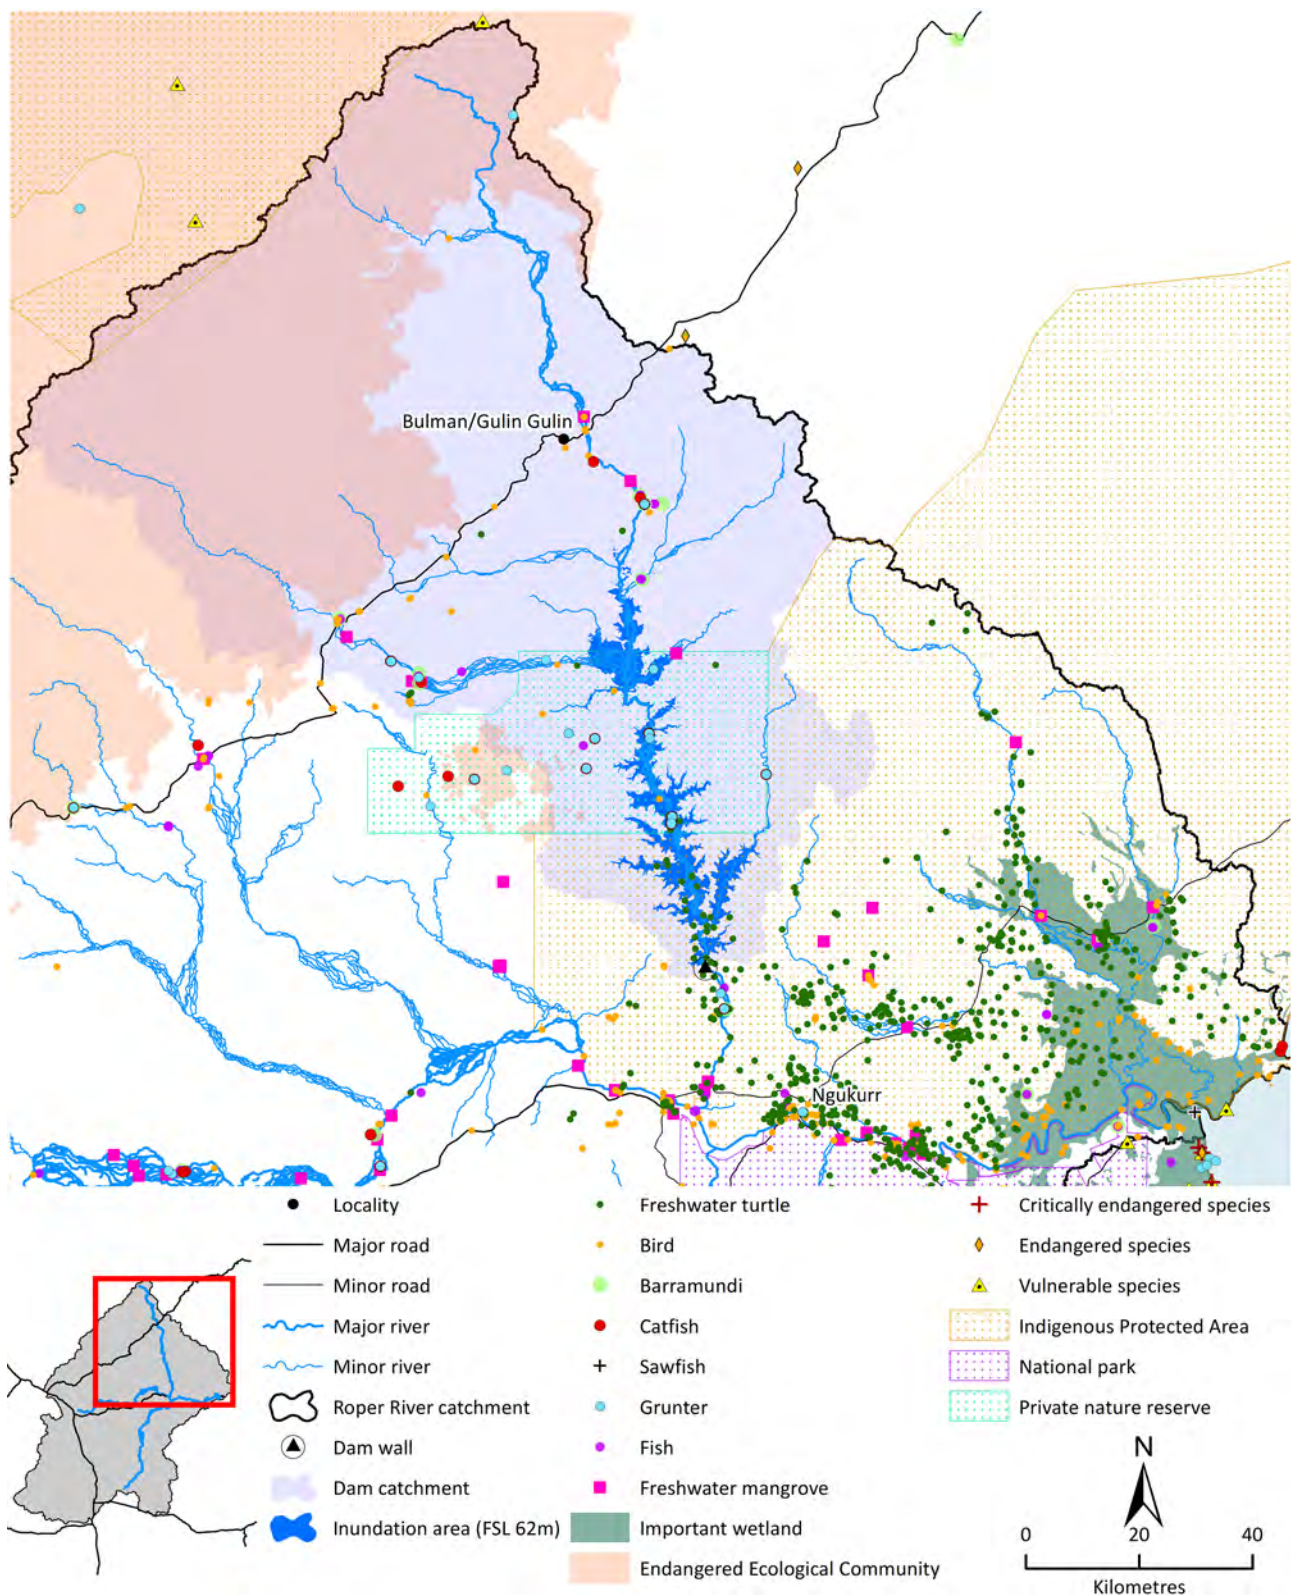 Bulman/Gulin Gulin
Ngukurr
Locality
Major road
Minor road
Major river
Minor river
Roper River catchment
Dam wall
Dam catchment
Inundation area (FSL 62m)
Freshwater turtle
Bird
Barramundi
Catfish
Sawfish
Grunter
Fish
Freshwater mangrove
Important wetland
Endangered Ecological Community
Critically endangered species
Endangered species
Vulnerable species
Indigenous Protected Area
National park
Private nature reserve
N
0 20 40
Kilometres